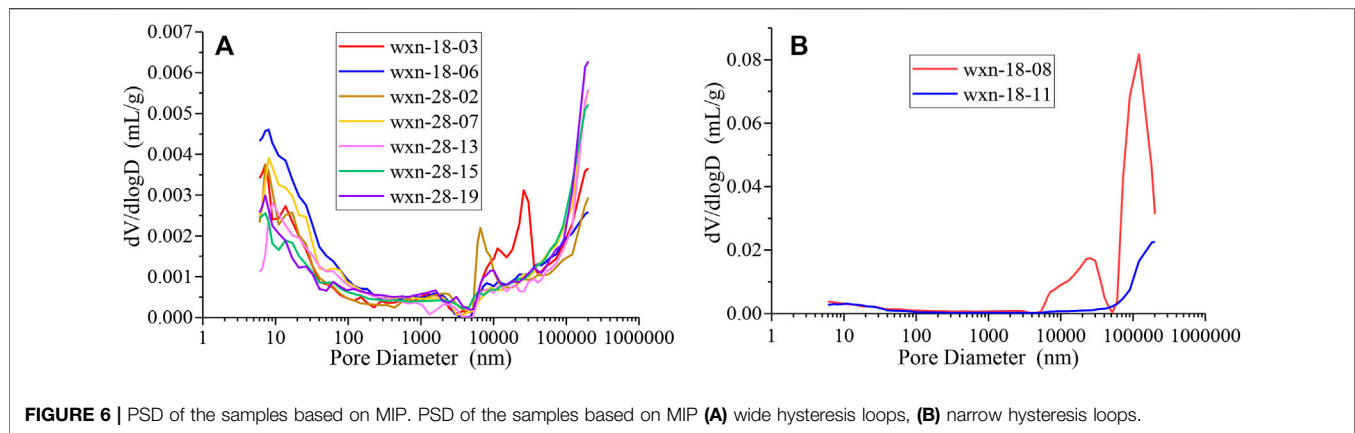 A
wxn-18-03
wxn-18-06
wxn-28-02
wxn-28-07
wxn-28-13
wxn-28-15
wxn-28-19
0.007
0.006
0.005
0.004
0.003
0.002
0.001
0.000
dV/dlogD (mL/g)
1 10 100 1000 10000 100000 1000000
Pore Diameter (nm)
B
wxn-18-08
wxn-18-11
0.08
0.06
0.04
0.02
0.00
dV/dlogD (mL/g)
1 10 100 1000 10000 100000 1000000
Pore Diameter (nm)
FIGURE 6 | PSD of the samples based on MIP. PSD of the samples based on MIP (A) wide hysteresis loops, (B) narrow hysteresis loops.